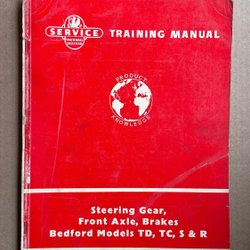 SERVICE
TRAINING MANUAL
PRODUCT
KNOWLEDGE
Steering Gear,
Front Axle, Brakes
Bedford Models TD, TC, S & R